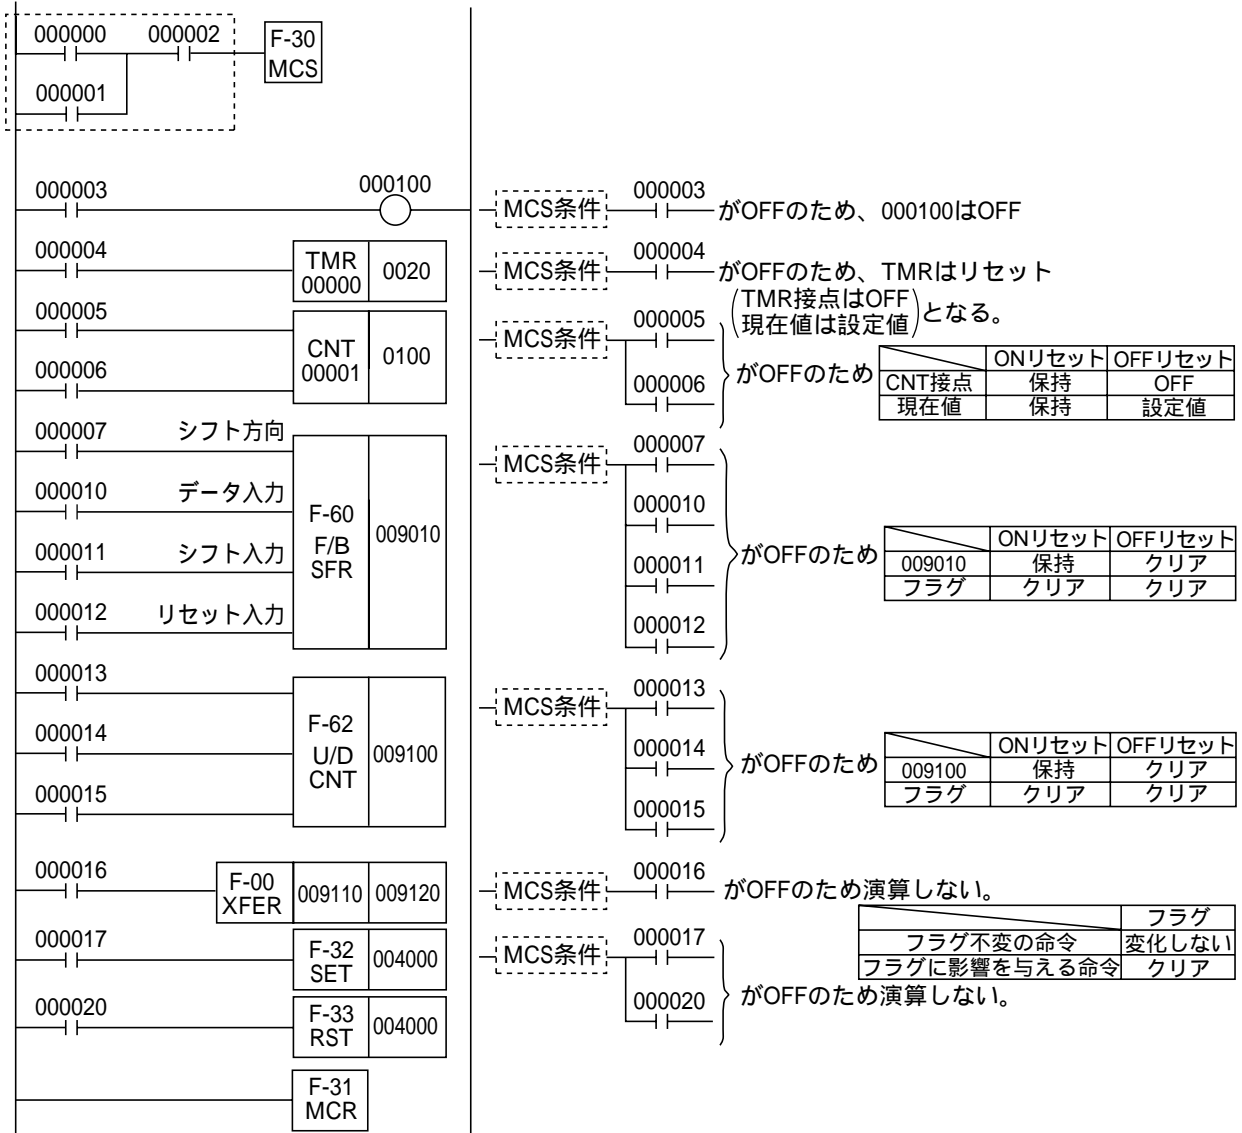 000000 000002 F-30
MCS
000001
000003 000100
MCS条件 000003 がOFFのため、000100はOFF
000004 TMR 00000 0020
MCS条件 000004 がOFFのため、TMRはリセット
(TMR接点はOFF
現在値は設定値)となる。
000005
000006
CNT 00001 0100
MCS条件 000005
000006
がOFFのため
ONリセット OFFリセット
CNT接点 保持 OFF
現在値 保持 設定値
000007 シフト方向
000010 データ入力
000011 シフト入力
000012 リセット入力
F-60
F/B
SFR
009010
MCS条件 000007
000010
000011
000012
がOFFのため
ONリセット OFFリセット
009010 保持 クリア
フラグ クリア クリア
000013
000014
000015
F-62
U/D
CNT
009100
MCS条件 000013
000014
000015
がOFFのため
ONリセット OFFリセット
009100 保持 クリア
フラグ クリア クリア
000016 F-00 XFER 009110 009120
MCS条件 000016 がOFFのため演算しない。
フラグ
フラグ不変の命令 変化しない
フラグに影響を与える命令 クリア
000017 F-32 SET 004000
000020 F-33 RST 004000
MCS条件 000017
000020
がOFFのため演算しない。
F-31
MCR